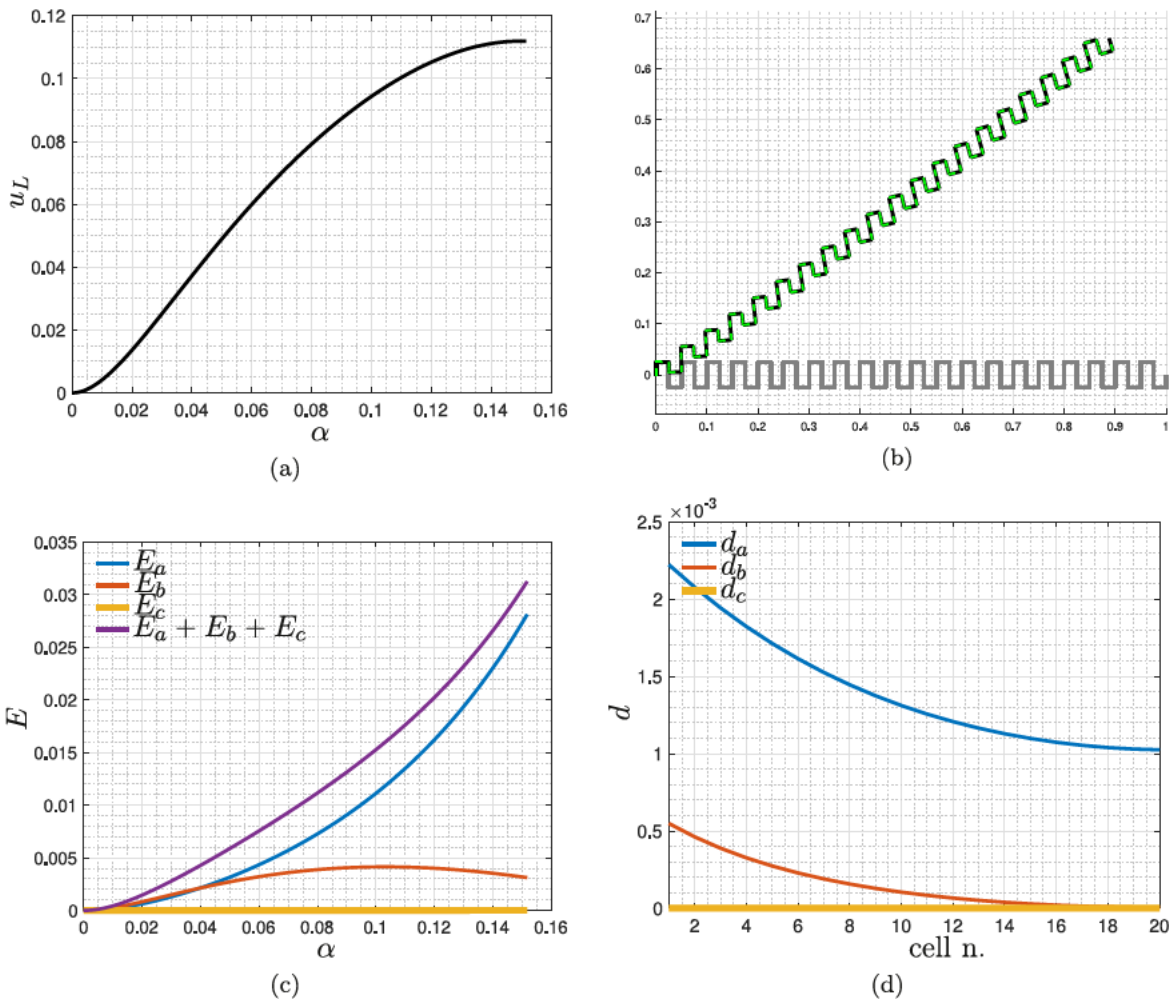 0.12
0.1
0.08
0.06
0.04
0.02
0
u_L
0 0.02 0.04 0.06 0.08 0.1 0.12 0.14 0.16
α
(a)
0.7
0.6
0.5
0.4
0.3
0.2
0.1
0
0 0.1 0.2 0.3 0.4 0.5 0.6 0.7 0.8 0.9 1
(b)
0.035
0.03
0.025
0.02
0.015
0.01
0.005
0
E
E_a
E_b
E_c
E_a + E_b + E_c
0 0.02 0.04 0.06 0.08 0.1 0.12 0.14 0.16
α
(c)
×10⁻³
2.5
2
1.5
1
0.5
0
d
d_a
d_b
d_c
2 4 6 8 10 12 14 16 18 20
cell n.
(d)